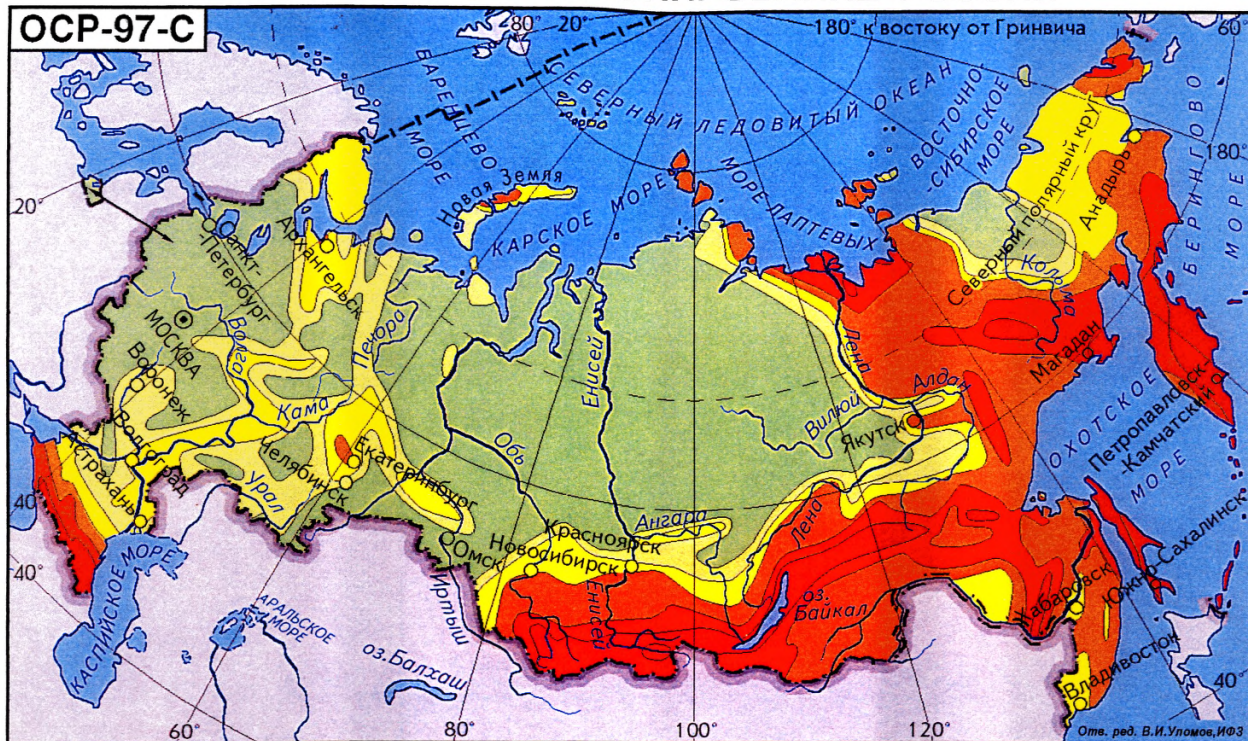 ОСР-97-С
80°
20°
180° к востоку от Гринвича
60°
БАРЕНЦЕВО
МОРЕ
СЕВЕРНЫЙ ЛЕДОВИТЫЙ ОКЕАН
ВОСТОЧНО-
-СИБИРСКОЕ
МОРЕ
БЕРИНГОВО
МОРЕ
180°
20°
Новая Земля
КАРСКОЕ МОРЕ
МОРЕ ЛАПТЕВЫХ
Северный полярный круг
Анадырь
Санкт-
Петербург
Архангельск
Печора
Колыма
МОСКВА
Волга
Енисей
Лена
Магадан
Воронеж
Кама
Вилюй
Алдан
Якутск
ОХОТСКОЕ
МОРЕ
Петропавловск-
Камчатский
Волгоград
Астрахань
Екатеринбург
Челябинск
Урал
Обь
Ангара
Лена
40°
Красноярск
Новосибирск
Омск
Иртыш
Енисей
оз.
Байкал
Хабаровск
Южно-Сахалинск
Владивосток
40°
КАСПИЙСКОЕ МОРЕ
АРАЛЬСКОЕ
МОРЕ
оз.Балхаш
40°
60°
80°
100°
120°
Отв. ред. В.И.Уломов,ИФЗ